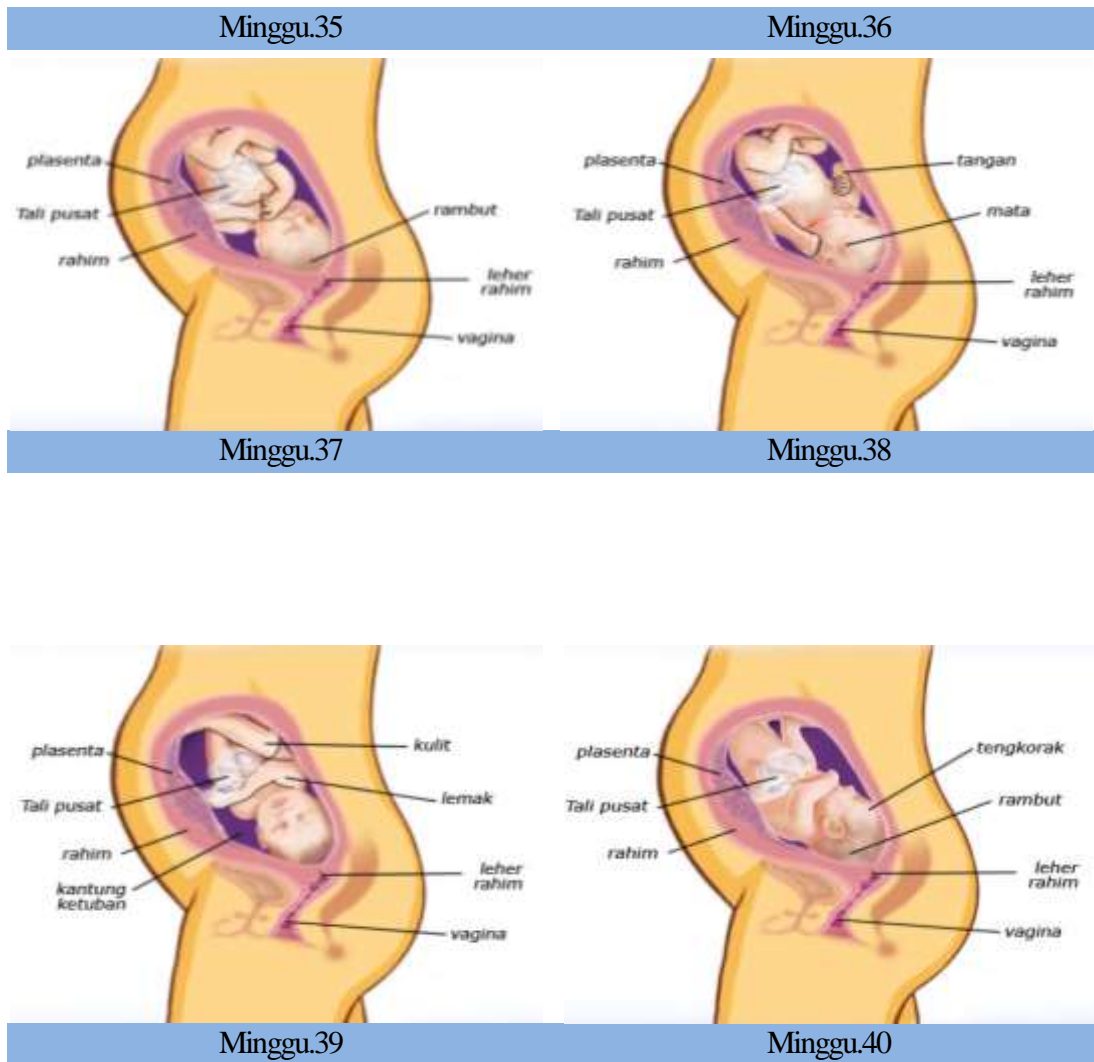 Minggu.35
Minggu.36
plasenta
Tali pusat
rahim
rambut
leher
rahim
vagina
plasenta
Tali pusat
rahim
tangan
mata
leher
rahim
vagina
Minggu.37
Minggu.38
plasenta
Tali pusat
rahim
kantung
ketuban
kulit
lemak
leher
rahim
vagina
plasenta
Tali pusat
rahim
tengkorak
rambut
leher
rahim
vagina
Minggu.39
Minggu.40